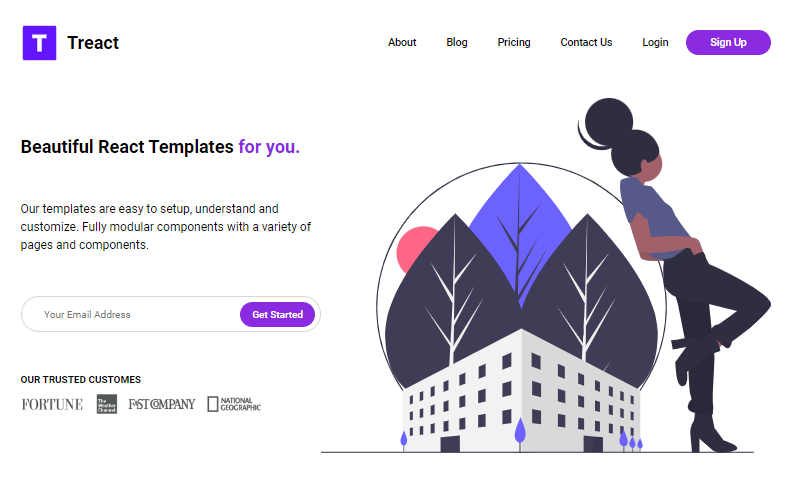 T Treact
About Blog Pricing Contact Us Login Sign Up
Beautiful React Templates for you.
Our templates are easy to setup, understand and
customize. Fully modular components with a variety of
pages and components.
Your Email Address Get Started
OUR TRUSTED CUSTOMES
FORTUNE
The
Weather
Channel
FAST COMPANY
NATIONAL
GEOGRAPHIC